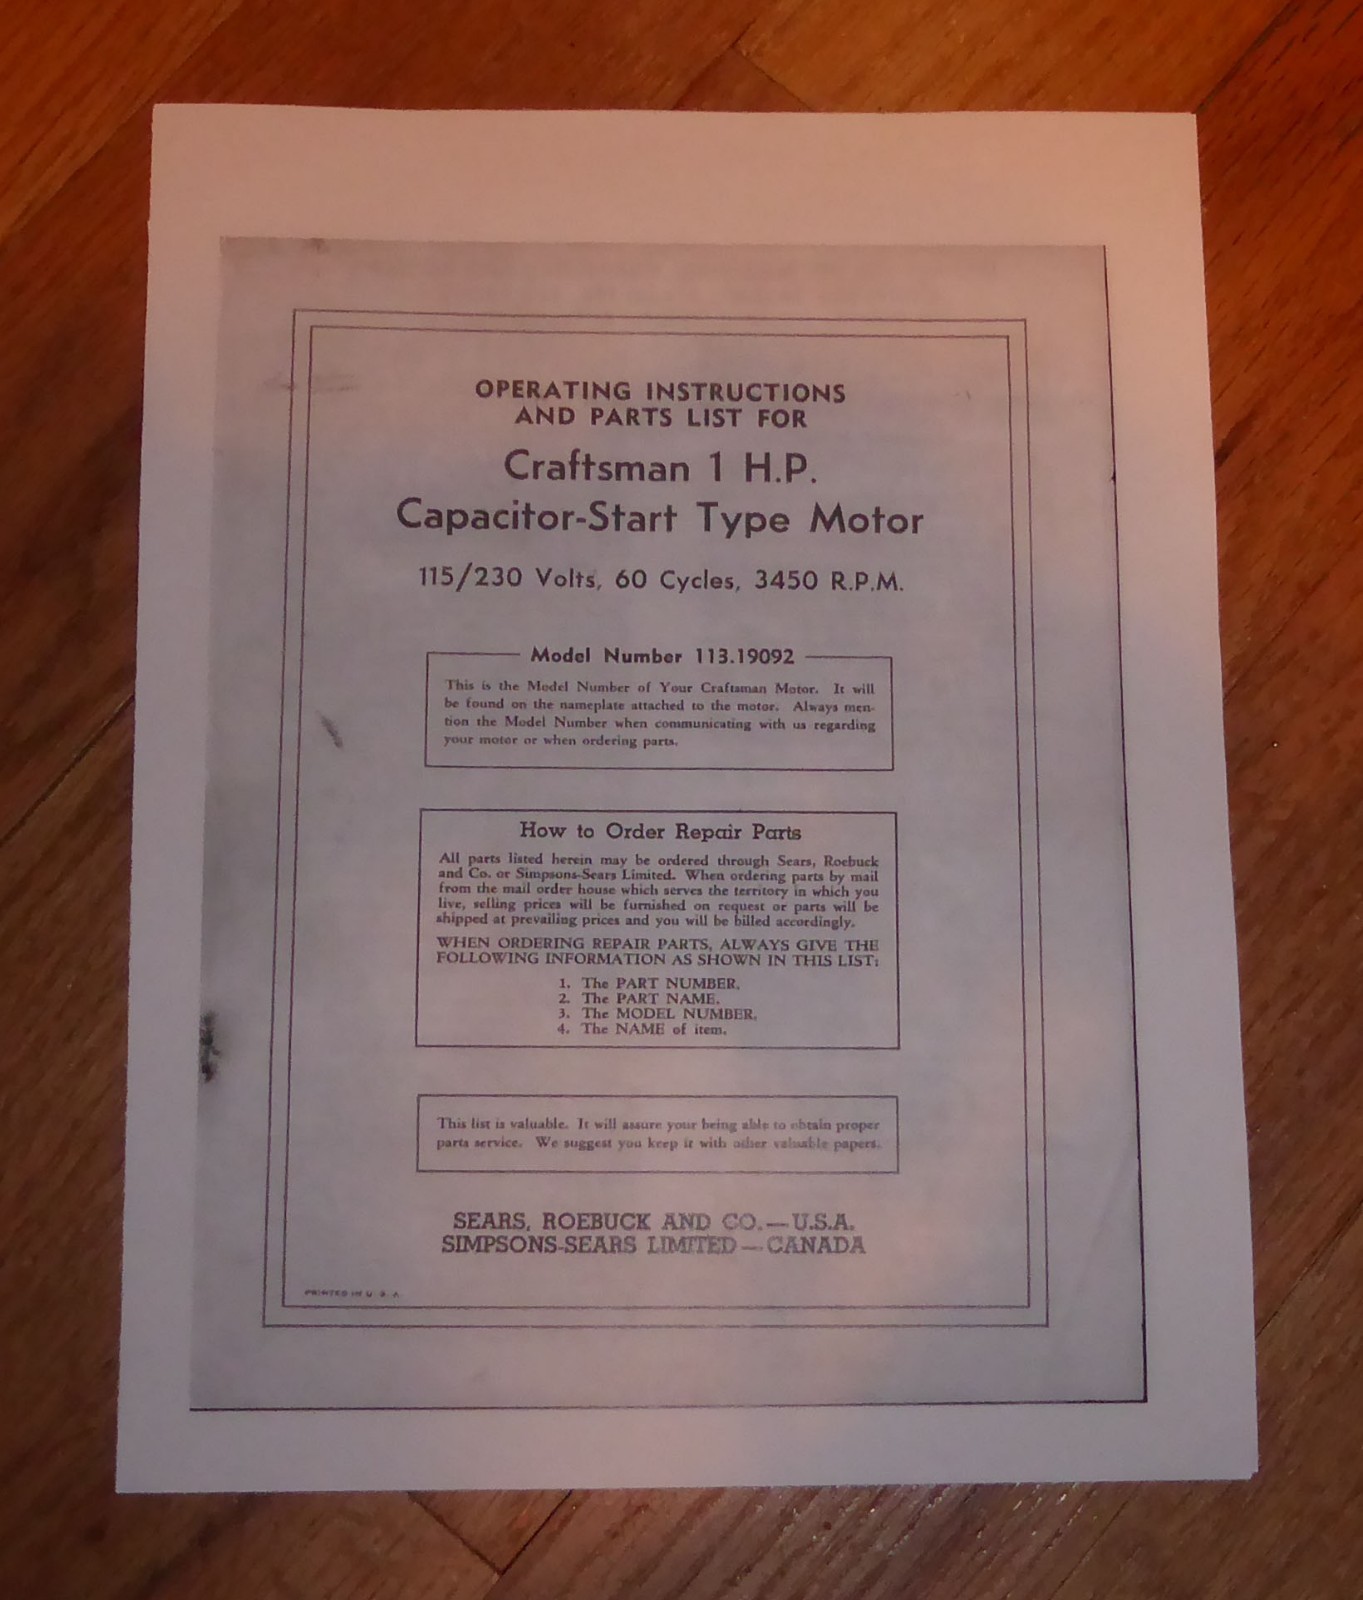 OPERATING INSTRUCTIONS
AND PARTS LIST FOR
Craftsman 1 H.P.
Capacitor-Start Type Motor
115/230 Volts, 60 Cycles, 3450 R.P.M.
Model Number 113.19092
This is the Model Number of Your Craftsman Motor. It will
be found on the nameplate attached to the motor. Always men-
tion the Model Number when communicating with us regarding
your motor or when ordering parts.
How to Order Repair Parts
All parts listed herein may be ordered through Sears, Roebuck
and Co. or Simpsons-Sears Limited. When ordering parts by mail
from the mail order house which serves the territory in which you
live, selling prices will be furnished on request or parts will be
shipped at prevailing prices and you will be billed accordingly.
WHEN ORDERING REPAIR PARTS, ALWAYS GIVE THE
FOLLOWING INFORMATION AS SHOWN IN THIS LIST:
1. The PART NUMBER.
2. The PART NAME.
3. The MODEL NUMBER.
4. The NAME of item.
This list is valuable. It will assure your being able to obtain proper
parts service. We suggest you keep it with other valuable papers.
SEARS, ROEBUCK AND CO.—U.S.A.
SIMPSONS-SEARS LIMITED—CANADA
PRINTED IN U. S. A.